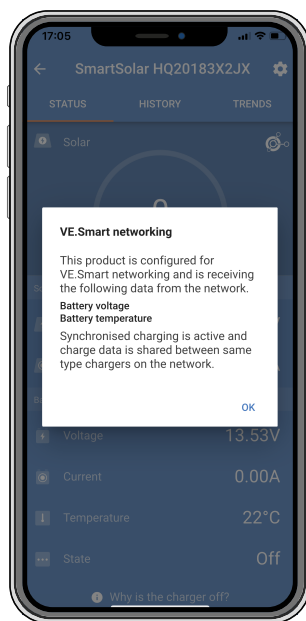 17:05
SmartSolar HQ20183X2JX
STATUS HISTORY TRENDS
Solar
VE.Smart networking
This product is configured for
VE.Smart networking and is receiving
the following data from the network.
Battery voltage
Battery temperature
Synchronised charging is active and
charge data is shared between same
type chargers on the network.
OK
Voltage 13.53V
Current 0.00A
Temperature 22°C
State Off
Why is the charger off?